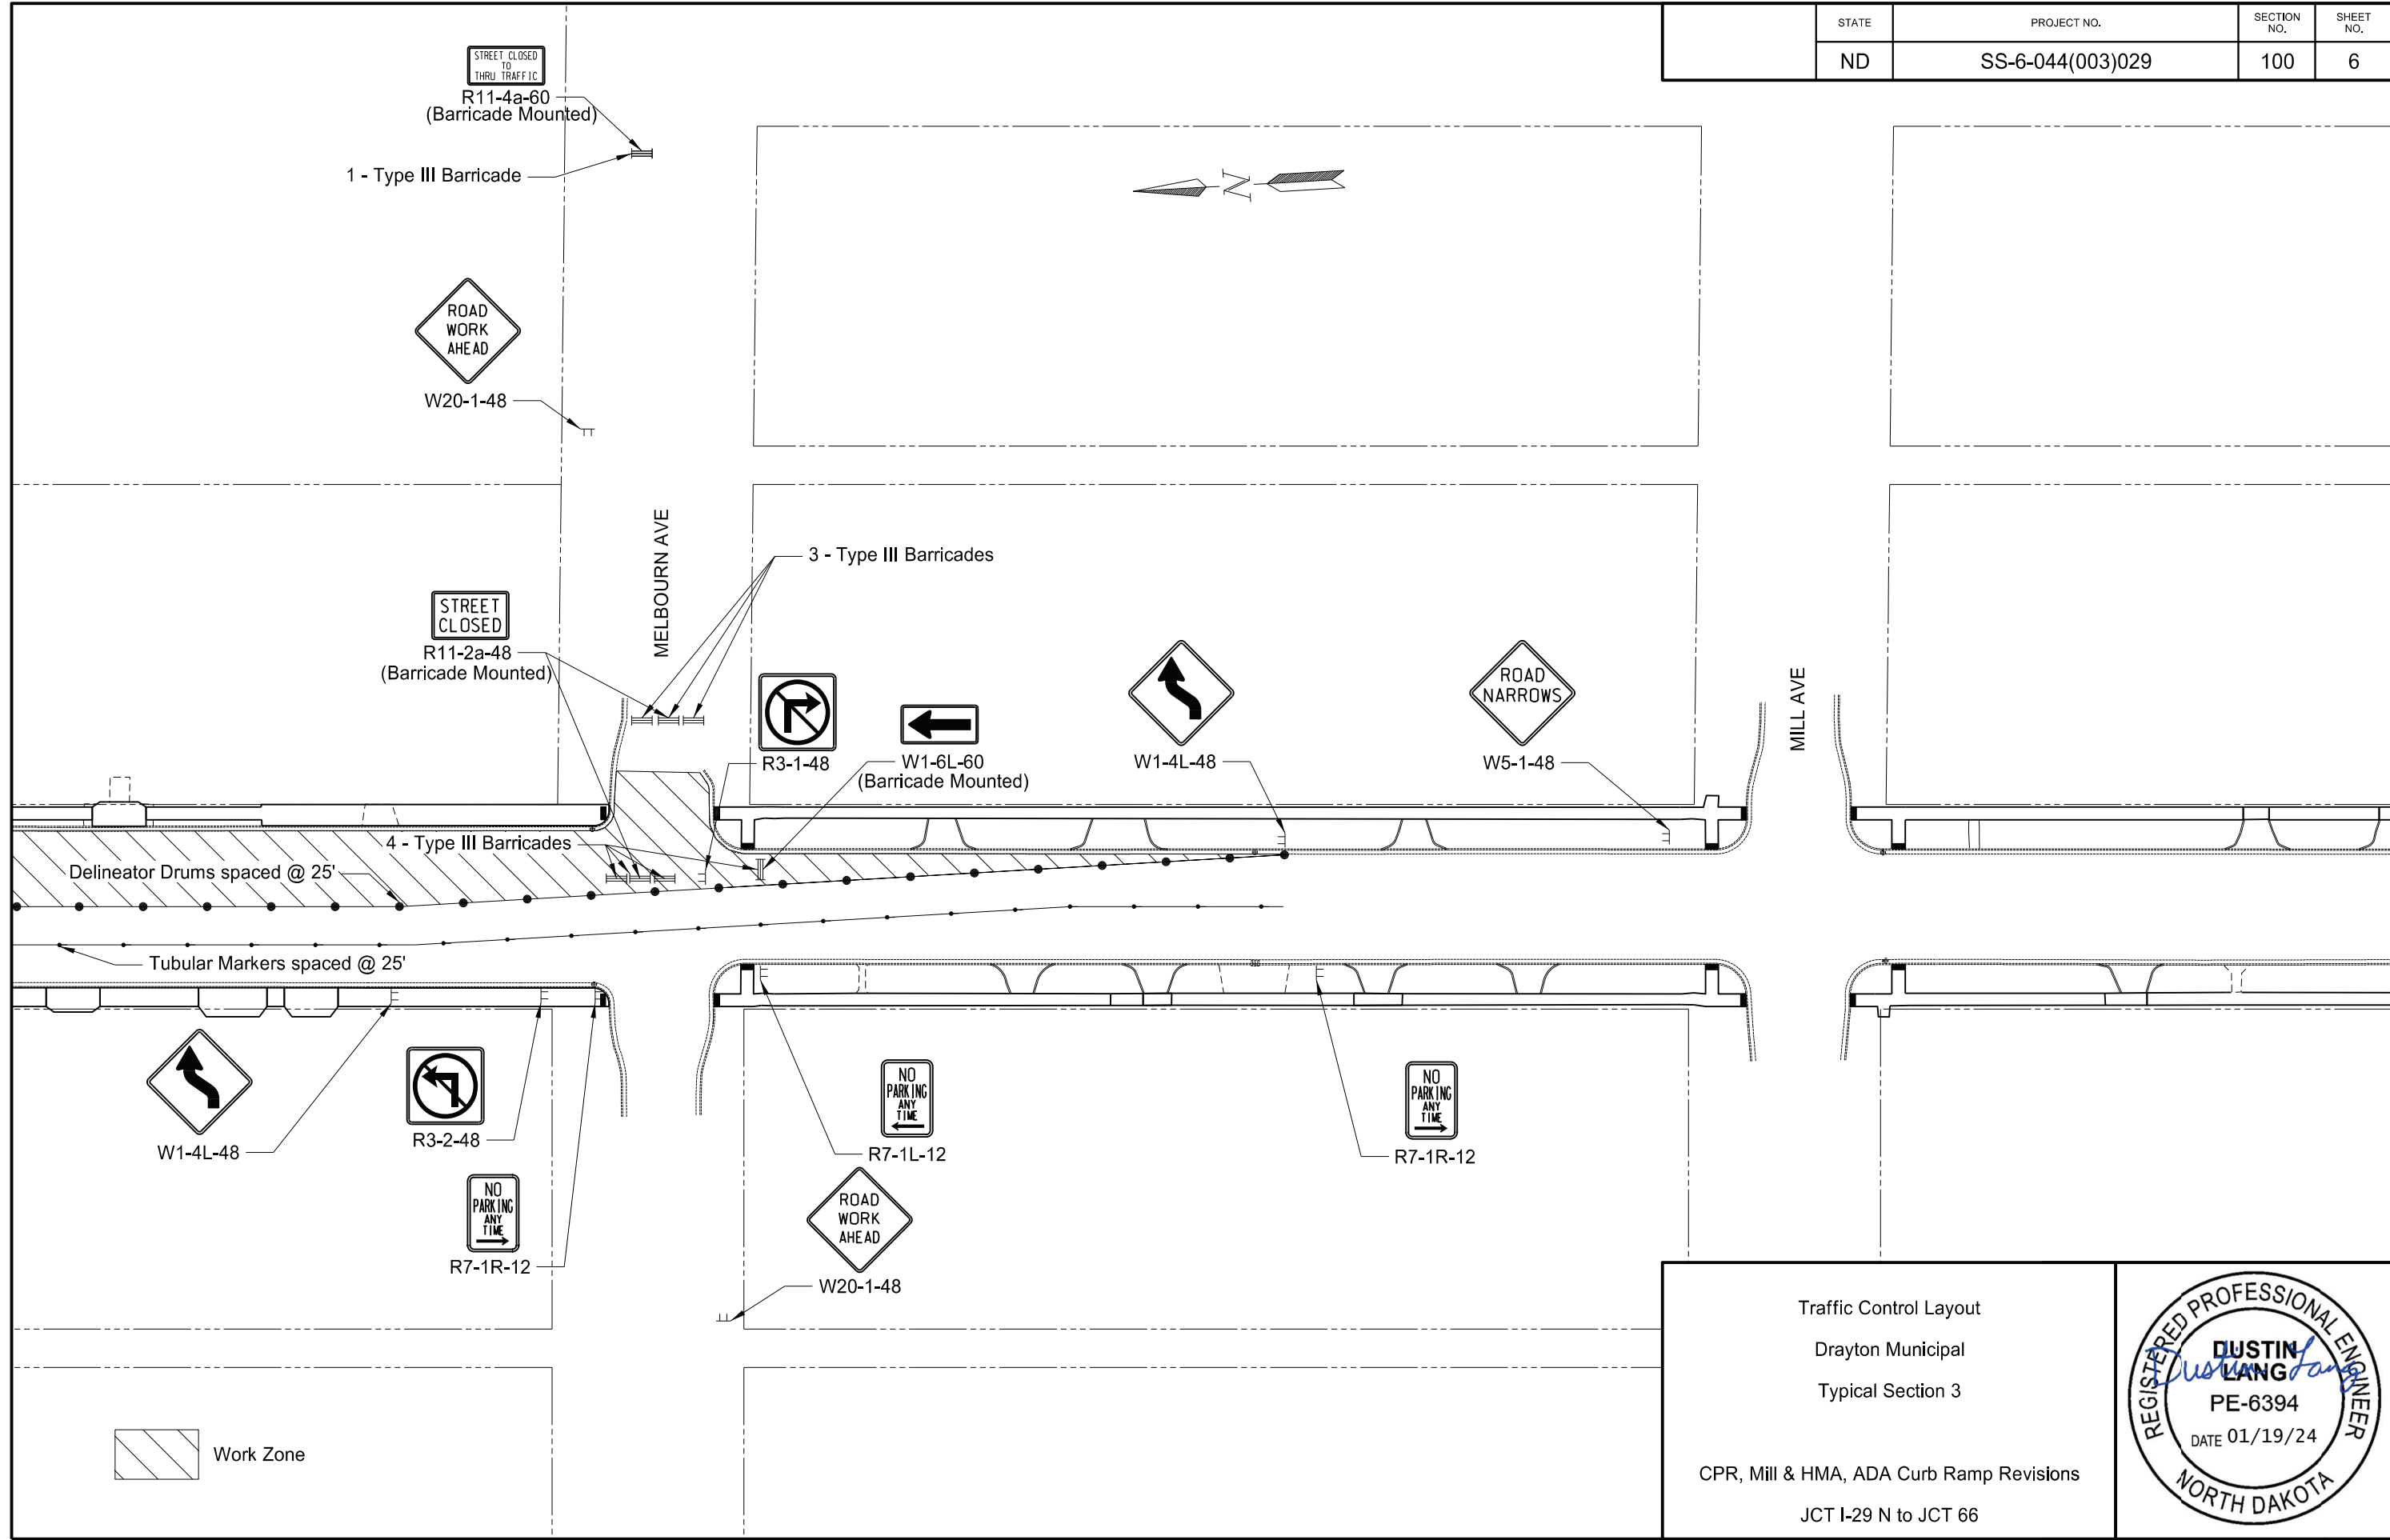 STATE
PROJECT NO.
SECTION
NO.
SHEET
NO.
ND
SS-6-044(003)029
100
6
STREET CLOSED
TO
THRU TRAFFIC
R11-4a-60
(Barricade Mounted)
1 - Type III Barricade
N
ROAD
WORK
AHEAD
W20-1-48
MELBOURN AVE
3 - Type III Barricades
STREET
CLOSED
R11-2a-48
(Barricade Mounted)
R3-1-48
W1-6L-60
(Barricade Mounted)
W1-4L-48
ROAD
NARROWS
W5-1-48
MILL AVE
4 - Type III Barricades
Delineator Drums spaced @ 25'
Tubular Markers spaced @ 25'
W1-4L-48
R3-2-48
NO
PARKING
ANY
TIME
R7-1R-12
NO
PARKING
ANY
TIME
R7-1L-12
NO
PARKING
ANY
TIME
R7-1R-12
ROAD
WORK
AHEAD
W20-1-48
Work Zone
Traffic Control Layout
Drayton Municipal
Typical Section 3
CPR, Mill & HMA, ADA Curb Ramp Revisions
JCT I-29 N to JCT 66
REGISTERED PROFESSIONAL ENGINEER
DUSTIN
LANG
Dustin Lang
PE-6394
DATE 01/19/24
NORTH DAKOTA